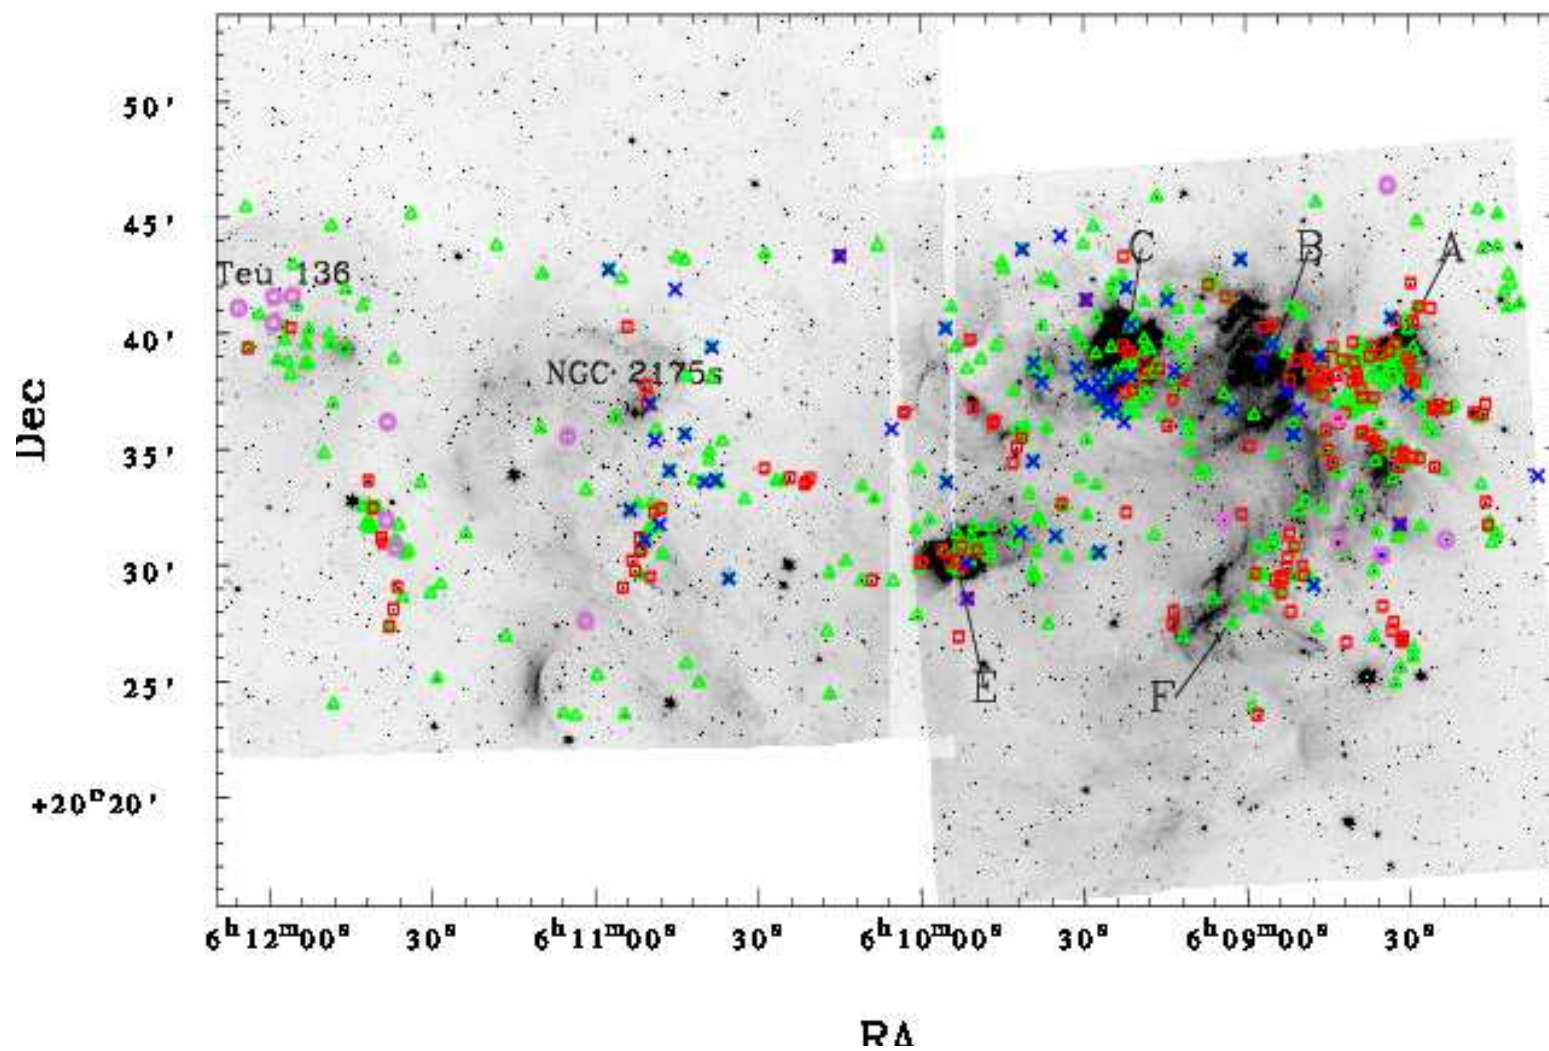 50'
45'
Teu 136
C
B
A
40'
NGC 2175s
Dec
35'
30'
E
F
25'
+20° 20'
6ʰ12ᵐ00ˢ 30ˢ 6ʰ11ᵐ00ˢ 30ˢ 6ʰ10ᵐ00ˢ 30ˢ 6ʰ09ᵐ00ˢ 30ˢ
RA